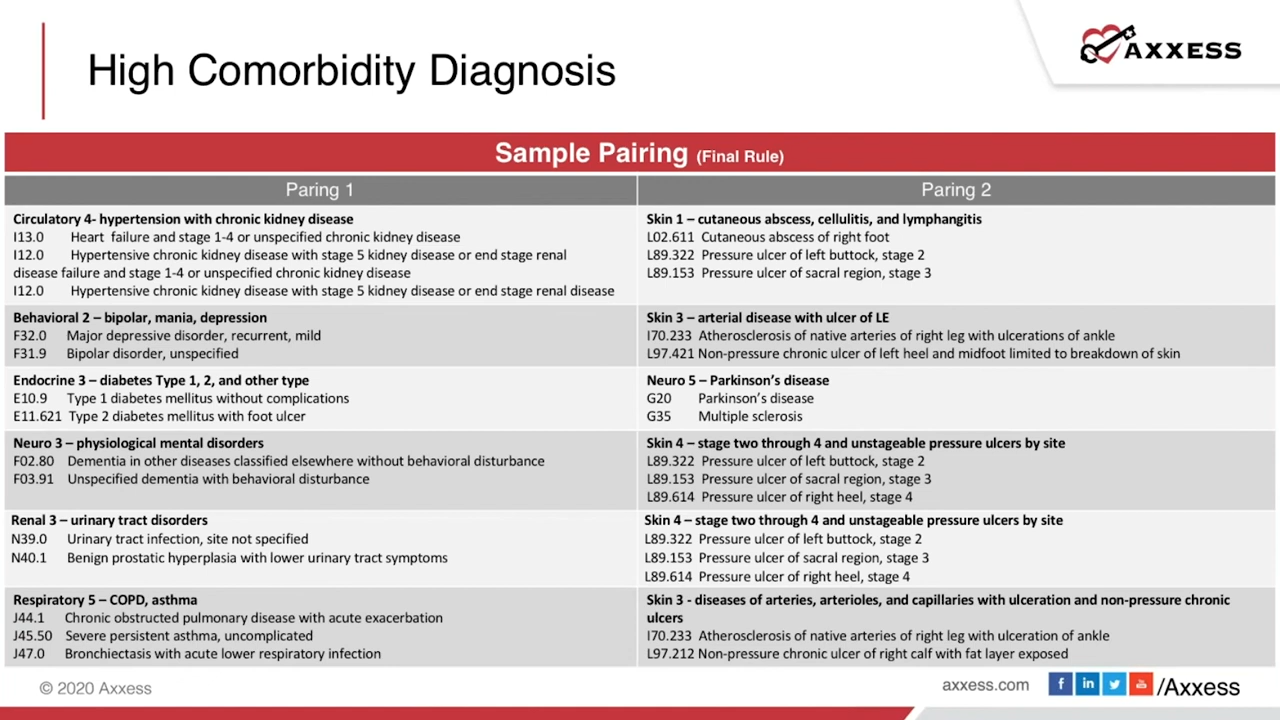 High Comorbidity Diagnosis
AXXESS
Sample Pairing (Final Rule)
Paring 1
Paring 2
Circulatory 4- hypertension with chronic kidney disease
I13.0 Heart failure and stage 1-4 or unspecified chronic kidney disease
I12.0 Hypertensive chronic kidney disease with stage 5 kidney disease or end stage renal
disease failure and stage 1-4 or unspecified chronic kidney disease
I12.0 Hypertensive chronic kidney disease with stage 5 kidney disease or end stage renal disease
Skin 1 – cutaneous abscess, cellulitis, and lymphangitis
L02.611 Cutaneous abscess of right foot
L89.322 Pressure ulcer of left buttock, stage 2
L89.153 Pressure ulcer of sacral region, stage 3
Behavioral 2 – bipolar, mania, depression
F32.0 Major depressive disorder, recurrent, mild
F31.9 Bipolar disorder, unspecified
Skin 3 – arterial disease with ulcer of LE
I70.233 Atherosclerosis of native arteries of right leg with ulcerations of ankle
L97.421 Non-pressure chronic ulcer of left heel and midfoot limited to breakdown of skin
Endocrine 3 – diabetes Type 1, 2, and other type
E10.9 Type 1 diabetes mellitus without complications
E11.621 Type 2 diabetes mellitus with foot ulcer
Neuro 5 – Parkinson's disease
G20 Parkinson's disease
G35 Multiple sclerosis
Neuro 3 – physiological mental disorders
F02.80 Dementia in other diseases classified elsewhere without behavioral disturbance
F03.91 Unspecified dementia with behavioral disturbance
Skin 4 – stage two through 4 and unstageable pressure ulcers by site
L89.322 Pressure ulcer of left buttock, stage 2
L89.153 Pressure ulcer of sacral region, stage 3
L89.614 Pressure ulcer of right heel, stage 4
Renal 3 – urinary tract disorders
N39.0 Urinary tract infection, site not specified
N40.1 Benign prostatic hyperplasia with lower urinary tract symptoms
Skin 4 – stage two through 4 and unstageable pressure ulcers by site
L89.322 Pressure ulcer of left buttock, stage 2
L89.153 Pressure ulcer of sacral region, stage 3
L89.614 Pressure ulcer of right heel, stage 4
Respiratory 5 – COPD, asthma
J44.1 Chronic obstructed pulmonary disease with acute exacerbation
J45.50 Severe persistent asthma, uncomplicated
J47.0 Bronchiectasis with acute lower respiratory infection
Skin 3 - diseases of arteries, arterioles, and capillaries with ulceration and non-pressure chronic
ulcers
I70.233 Atherosclerosis of native arteries of right leg with ulceration of ankle
L97.212 Non-pressure chronic ulcer of right calf with fat layer exposed
© 2020 Axxess
axxess.com
/Axxess